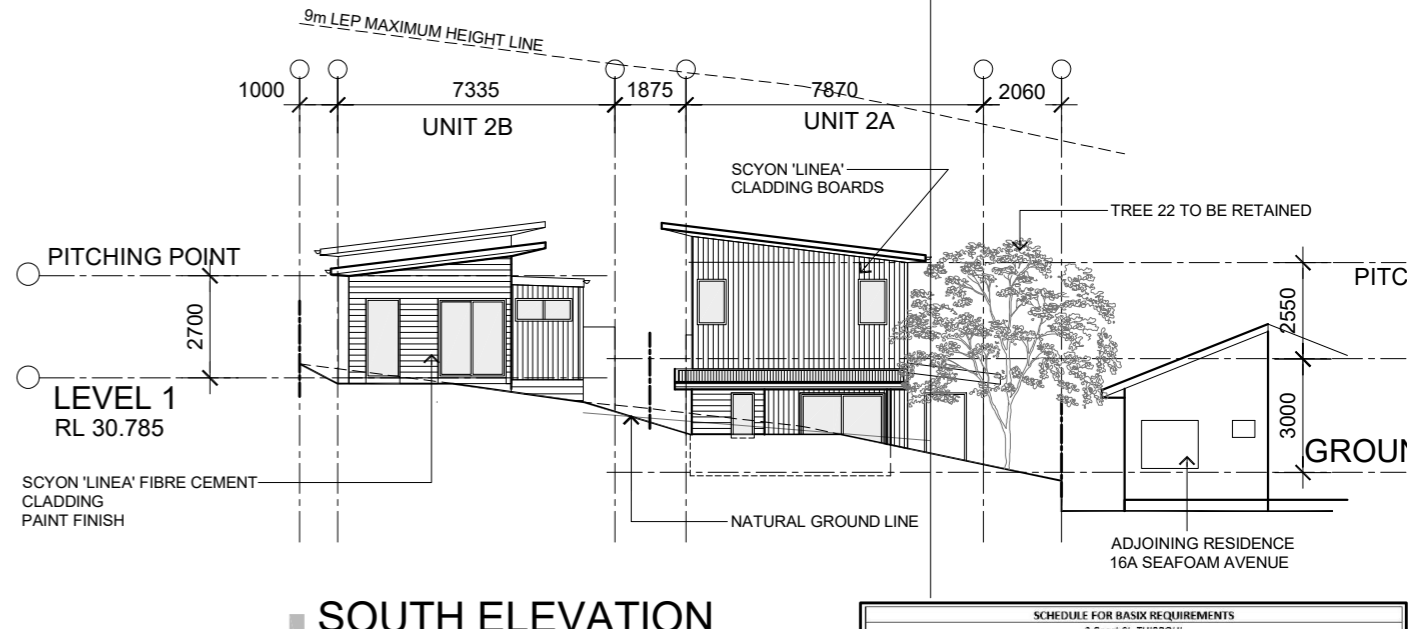 9m LEP MAXIMUM HEIGHT LINE
1000
7335
1875
7870
2060
UNIT 2B
UNIT 2A
SCYON 'LINEA'
CLADDING BOARDS
TREE 22 TO BE RETAINED
PITCHING POINT
PITC
2700
2550
LEVEL 1
RL 30.785
3000
GROUN
SCYON 'LINEA' FIBRE CEMENT
CLADDING
PAINT FINISH
NATURAL GROUND LINE
ADJOINING RESIDENCE
16A SEAFOAM AVENUE
SOUTH ELEVATION
SCHEDULE FOR BASIX REQUIREMENTS